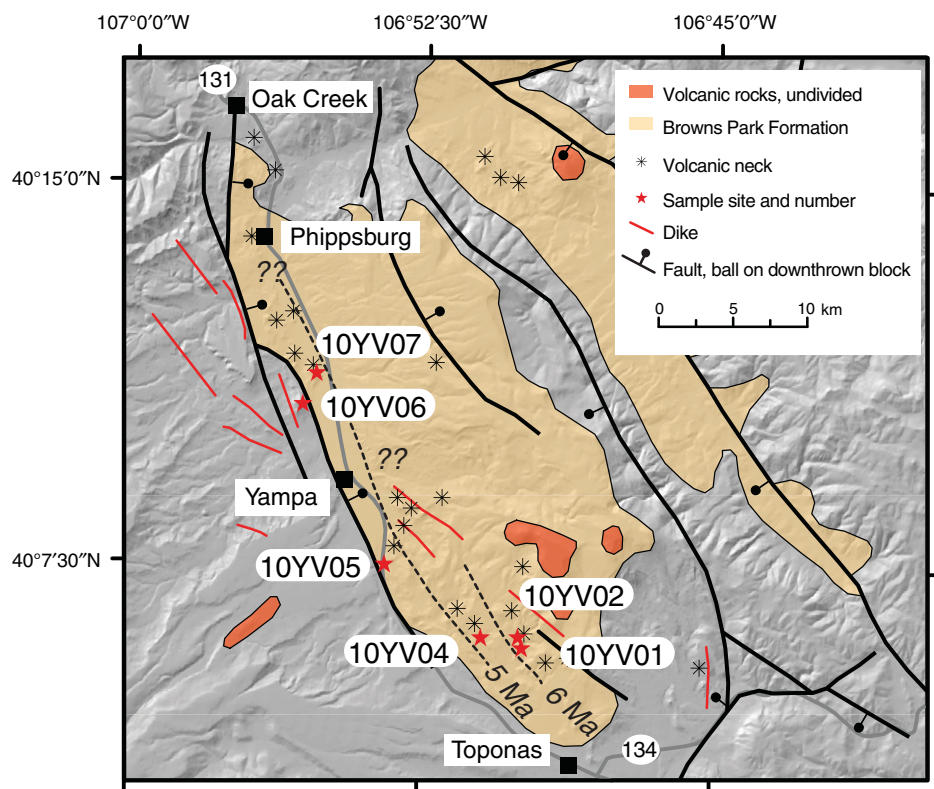 107°0′0″W
106°52′30″W
106°45′0″W
131
Oak Creek
Volcanic rocks, undivided
Browns Park Formation
Volcanic neck
Sample site and number
Dike
Fault, ball on downthrown block
0 5 10 km
40°15′0″N
Phippsburg
??
10YV07
10YV06
??
Yampa
40°7′30″N
10YV05
10YV02
10YV04
10YV01
5 Ma
6 Ma
Toponas
134